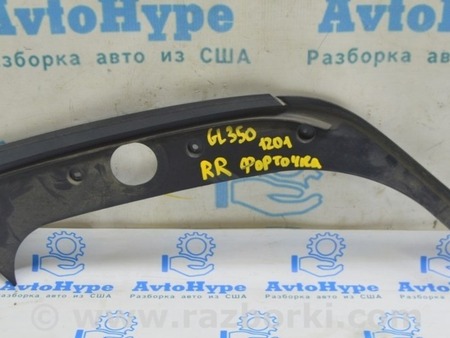 AvtoHype AvtoHype
Разборка авто из США Разборка авто из США
GL350 1201
RR ФОРТОЧКА
AvtoHype AvtoHype AvtoHype
Разборка авто из США Разборка авто из США Разборка авто из США
© www.razborki.com